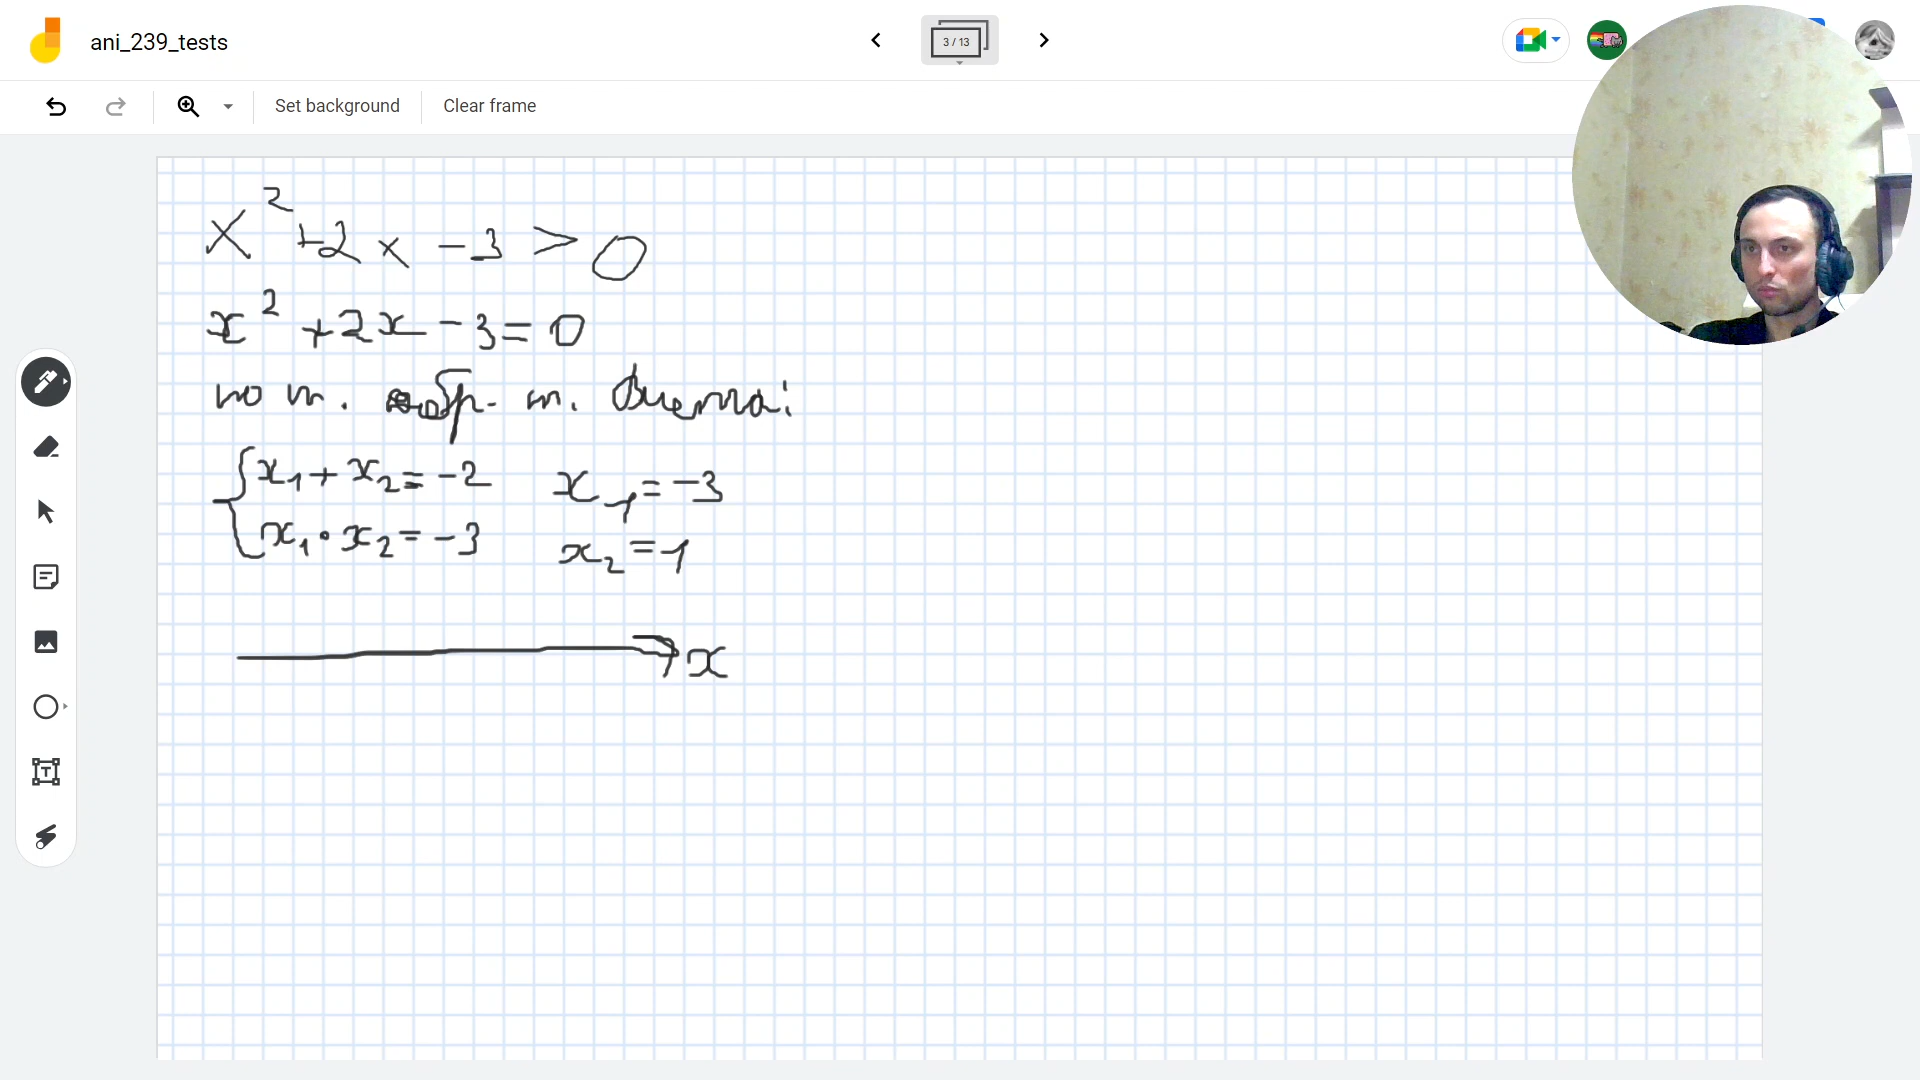 ani_239_tests
3 / 13
Set background
Clear frame
x² + 2x - 3 > 0
x² + 2x - 3 = 0
по т. обр. т. Виета:
{ x₁ + x₂ = -2
x₁ • x₂ = -3
x₁ = -3
x₂ = 1
x